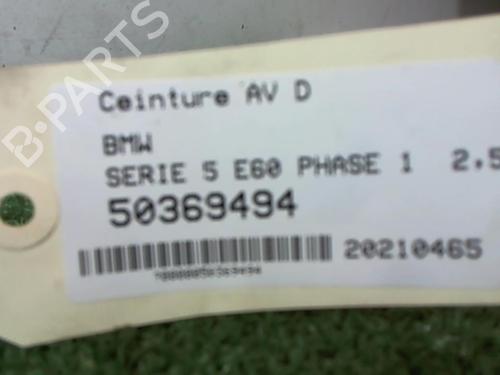 B-PARTS
Ceinture AV D
BMW
SERIE 5 E60 PHASE 1 2.5
50369494
20210465